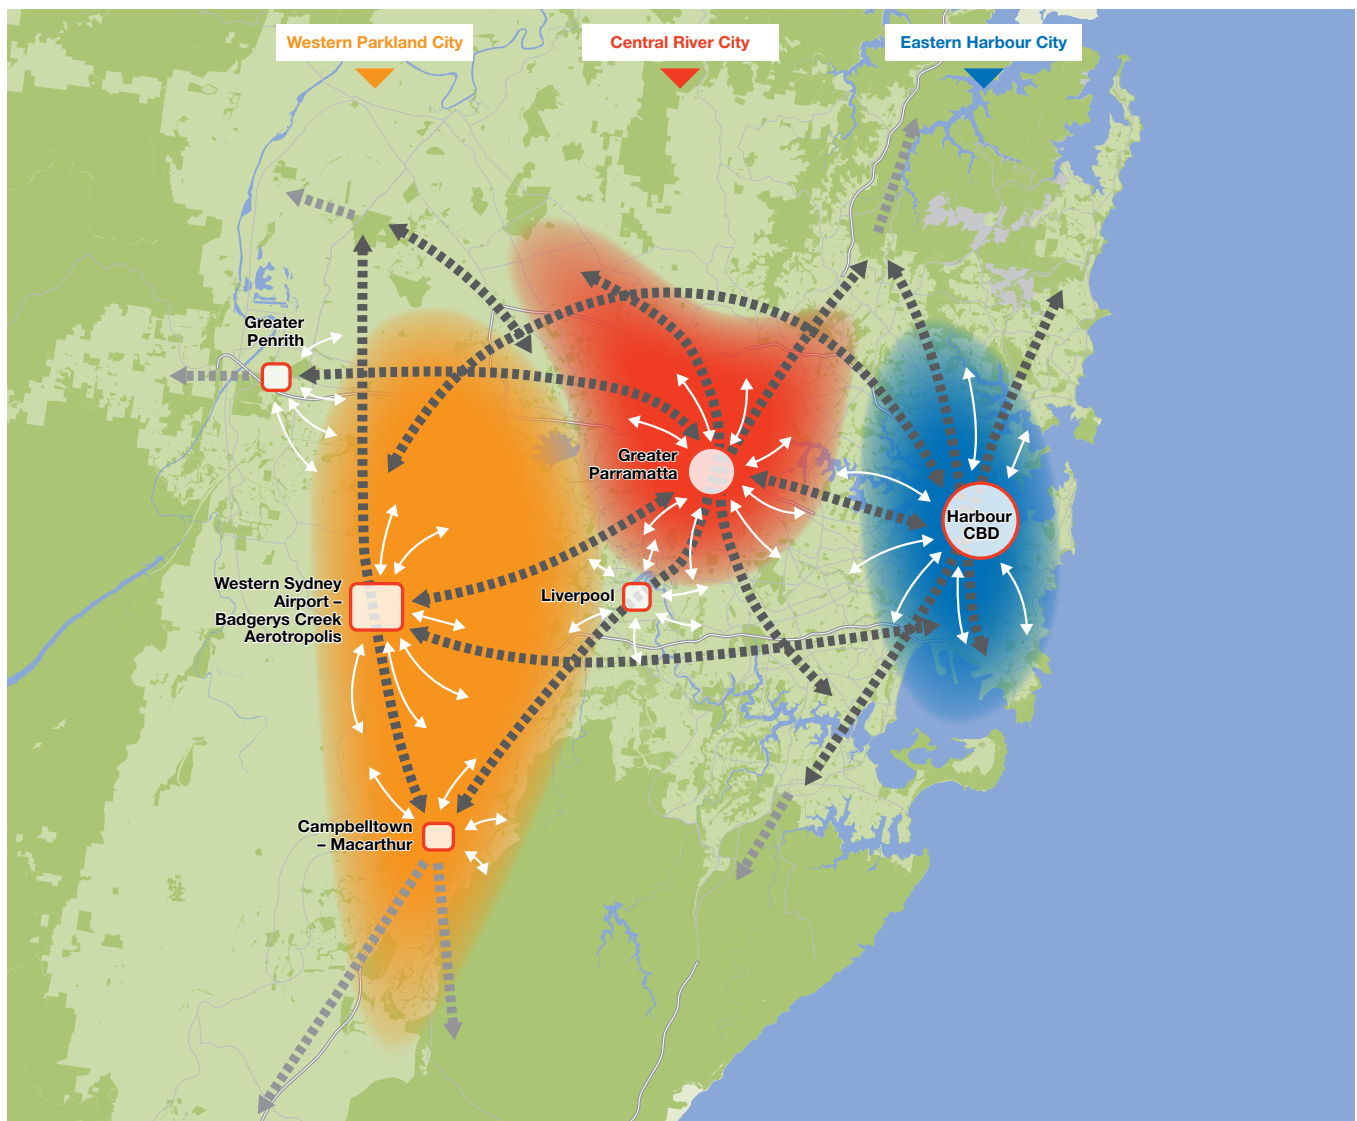 Western Parkland City
Central River City
Eastern Harbour City
Greater
Penrith
Greater
Parramatta
Harbour
CBD
Western Sydney
Airport –
Badgerys Creek
Aerotropolis
Liverpool
Campbelltown
– Macarthur